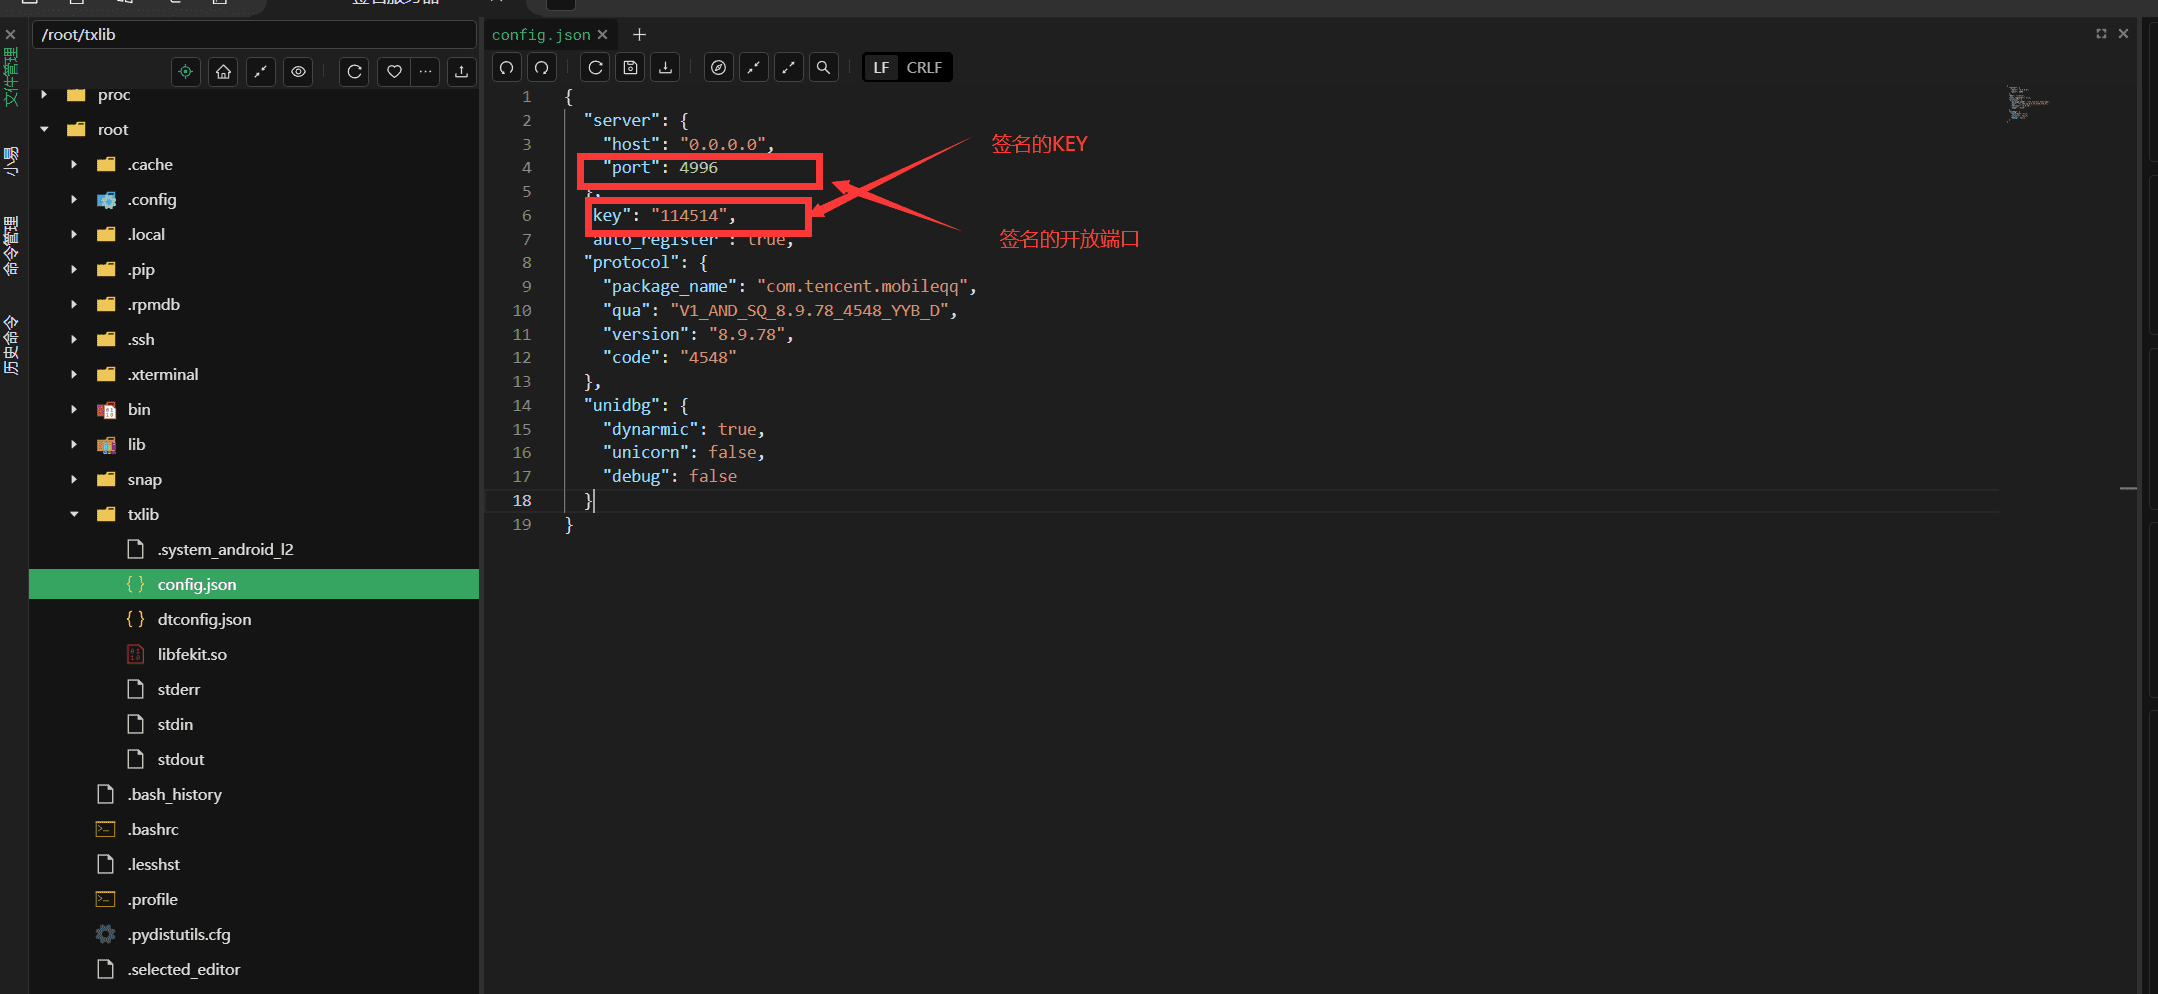 签名服务器
/root/txlib
文件管理
小易
命令管理
历史命令
proc
root
.cache
.config
.local
.pip
.rpmdb
.ssh
.xterminal
bin
lib
snap
txlib
.system_android_l2
config.json
dtconfig.json
libfekit.so
stderr
stdin
stdout
.bash_history
.bashrc
.lesshst
.profile
.pydistutils.cfg
.selected_editor
config.json
LF CRLF
1 {
2 "server": {
3 "host": "0.0.0.0",
4 "port": 4996
5 },
6 key": "114514",
7 auto_register": true,
8 "protocol": {
9 "package_name": "com.tencent.mobileqq",
10 "qua": "V1_AND_SQ_8.9.78_4548_YYB_D",
11 "version": "8.9.78",
12 "code": "4548"
13 },
14 "unidbg": {
15 "dynarmic": true,
16 "unicorn": false,
17 "debug": false
18 }
19 }
签名的KEY
签名的开放端口